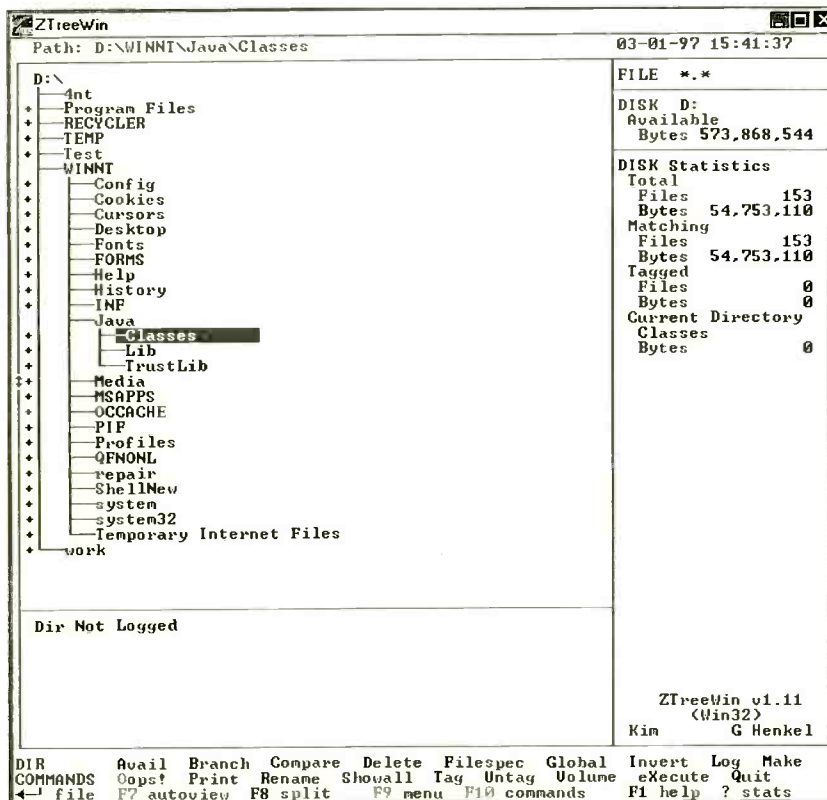 ZTreeWin
Path: D:\WINNT\Java\Classes
03-01-97 15:41:37
D:\
4nt
+ Program Files
+ RECYCLER
+ TEMP
+ Test
WINNT
+ Config
+ Cookies
+ Cursors
+ Desktop
+ Fonts
+ FORMS
+ Help
+ History
+ INF
Java
+ Classes
+ Lib
+ TrustLib
+ Media
+ MSAPPS
+ OCCACHE
+ PIF
+ Profiles
+ QFNONL
+ repair
+ ShellNew
+ system
+ system32
+ Temporary Internet Files
+ work
FILE *.*
DISK D:
Available
Bytes 573,868,544
DISK Statistics
Total
Files 153
Bytes 54,753,110
Matching
Files 153
Bytes 54,753,110
Tagged
Files 0
Bytes 0
Current Directory
Classes
Bytes 0
Dir Not Logged
ZTreeWin v1.11
(Win32)
Kim G Henkel
DIR Avail Branch Compare Delete Filespec Global Invert Log Make
COMMANDS Oops! Print Rename Showall Tag Untag Volume eXecute Quit
←┘ file F7 autoview F8 split F9 menu F10 commands F1 help ? stats